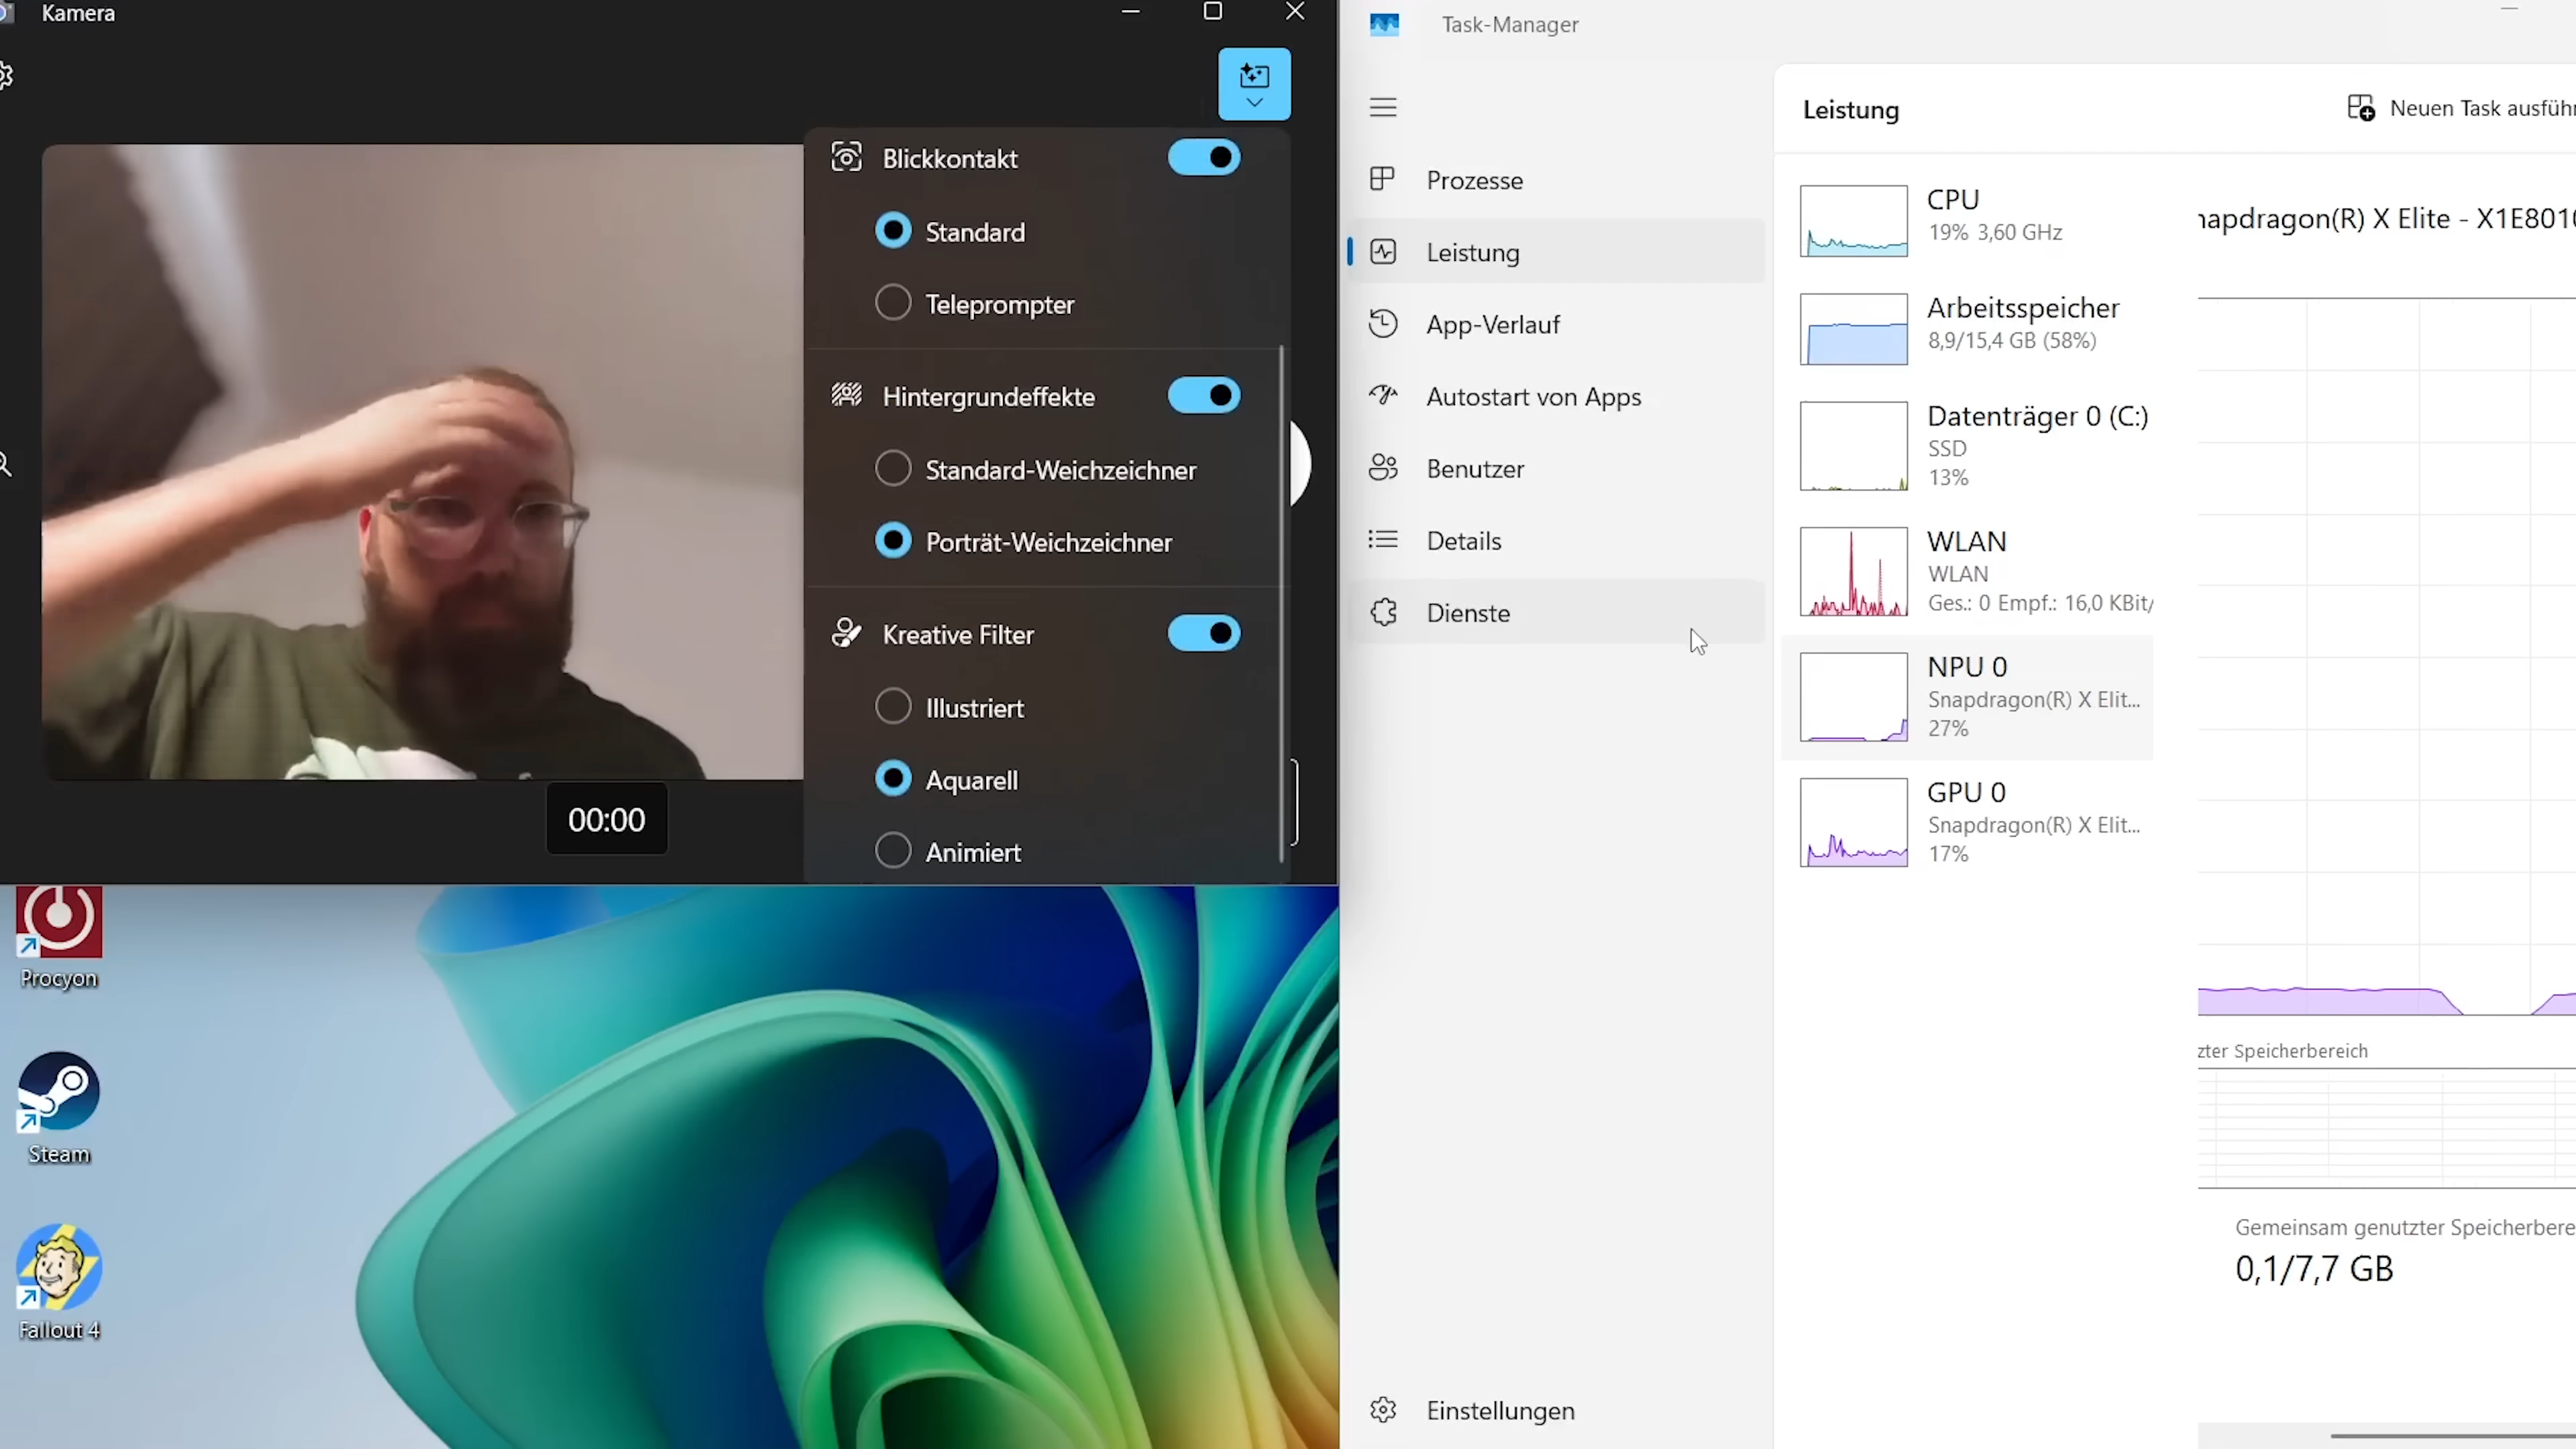 Kamera
Blickkontakt
Standard
Teleprompter
Hintergrundeffekte
Standard-Weichzeichner
Porträt-Weichzeichner
Kreative Filter
Illustriert
Aquarell
Animiert
00:00
Procyon
Steam
Fallout 4
Task-Manager
Prozesse
Leistung
App-Verlauf
Autostart von Apps
Benutzer
Details
Dienste
Einstellungen
Leistung
Neuen Task ausführ
CPU
19% 3,60 GHz
Arbeitsspeicher
8,9/15,4 GB (58%)
Datenträger 0 (C:)
SSD
13%
WLAN
WLAN
Ges.: 0 Empf.: 16,0 KBit/
NPU 0
Snapdragon(R) X Elit...
27%
GPU 0
Snapdragon(R) X Elit...
17%
napdragon(R) X Elite - X1E8010
zter Speicherbereich
Gemeinsam genutzter Speicherbere
0,1/7,7 GB